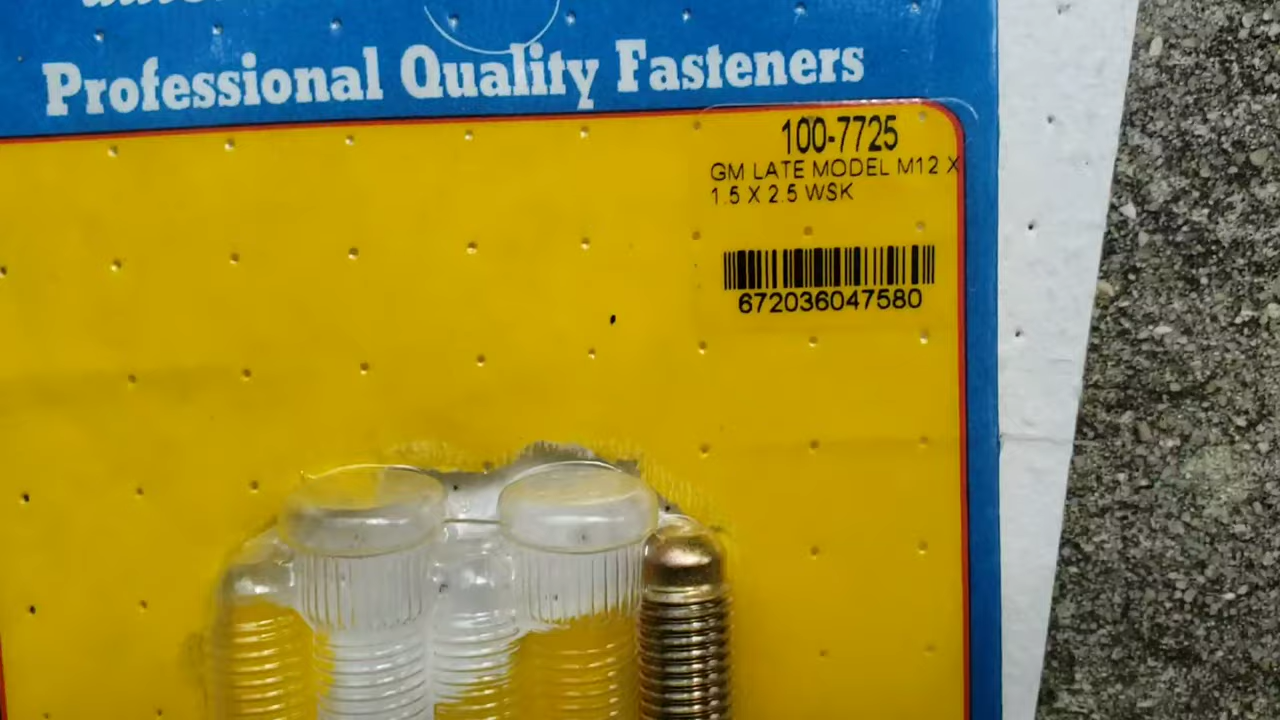 Professional Quality Fasteners
100-7725
GM LATE MODEL M12 X
1.5 X 2.5 WSK
672036047580